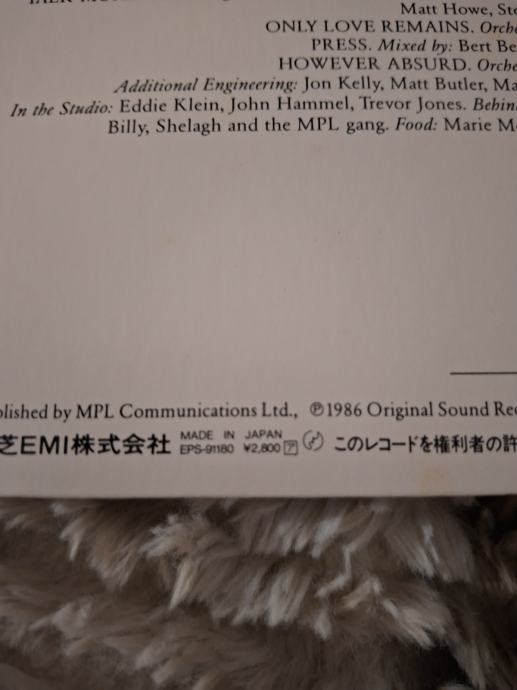 Matt Howe, Ste
ONLY LOVE REMAINS. Orche
PRESS. Mixed by: Bert Be
HOWEVER ABSURD. Orche
Additional Engineering: Jon Kelly, Matt Butler, Ma
In the Studio: Eddie Klein, John Hammel, Trevor Jones. Behin
Billy, Shelagh and the MPL gang. Food: Marie M
blished by MPL Communications Ltd., ℗1986 Original Sound Rec
芝EMI株式会社 MADE IN JAPAN EPS-91180 ¥2,800 ア このレコードを権利者の許